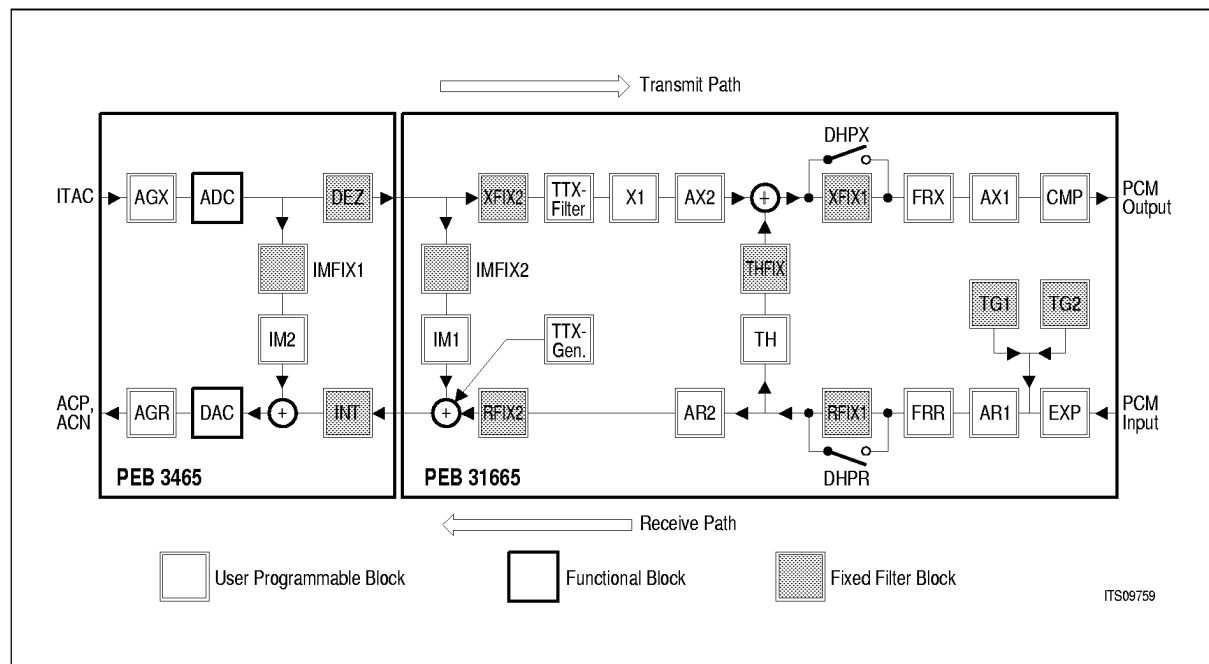 Transmit Path
DHPX
ITAC
AGX
ADC
DEZ
XFIX2
TTX-
Filter
X1
AX2
+
XFIX1
FRX
AX1
CMP
PCM
Output
IMFIX1
IMFIX2
THFIX
TG1
TG2
IM2
IM1
TTX-
Gen.
TH
ACP,
ACN
AGR
DAC
+
INT
+
RFIX2
AR2
RFIX1
FRR
AR1
EXP
PCM
Input
DHPR
PEB 3465
PEB 31665
Receive Path
User Programmable Block
Functional Block
Fixed Filter Block
ITS09759